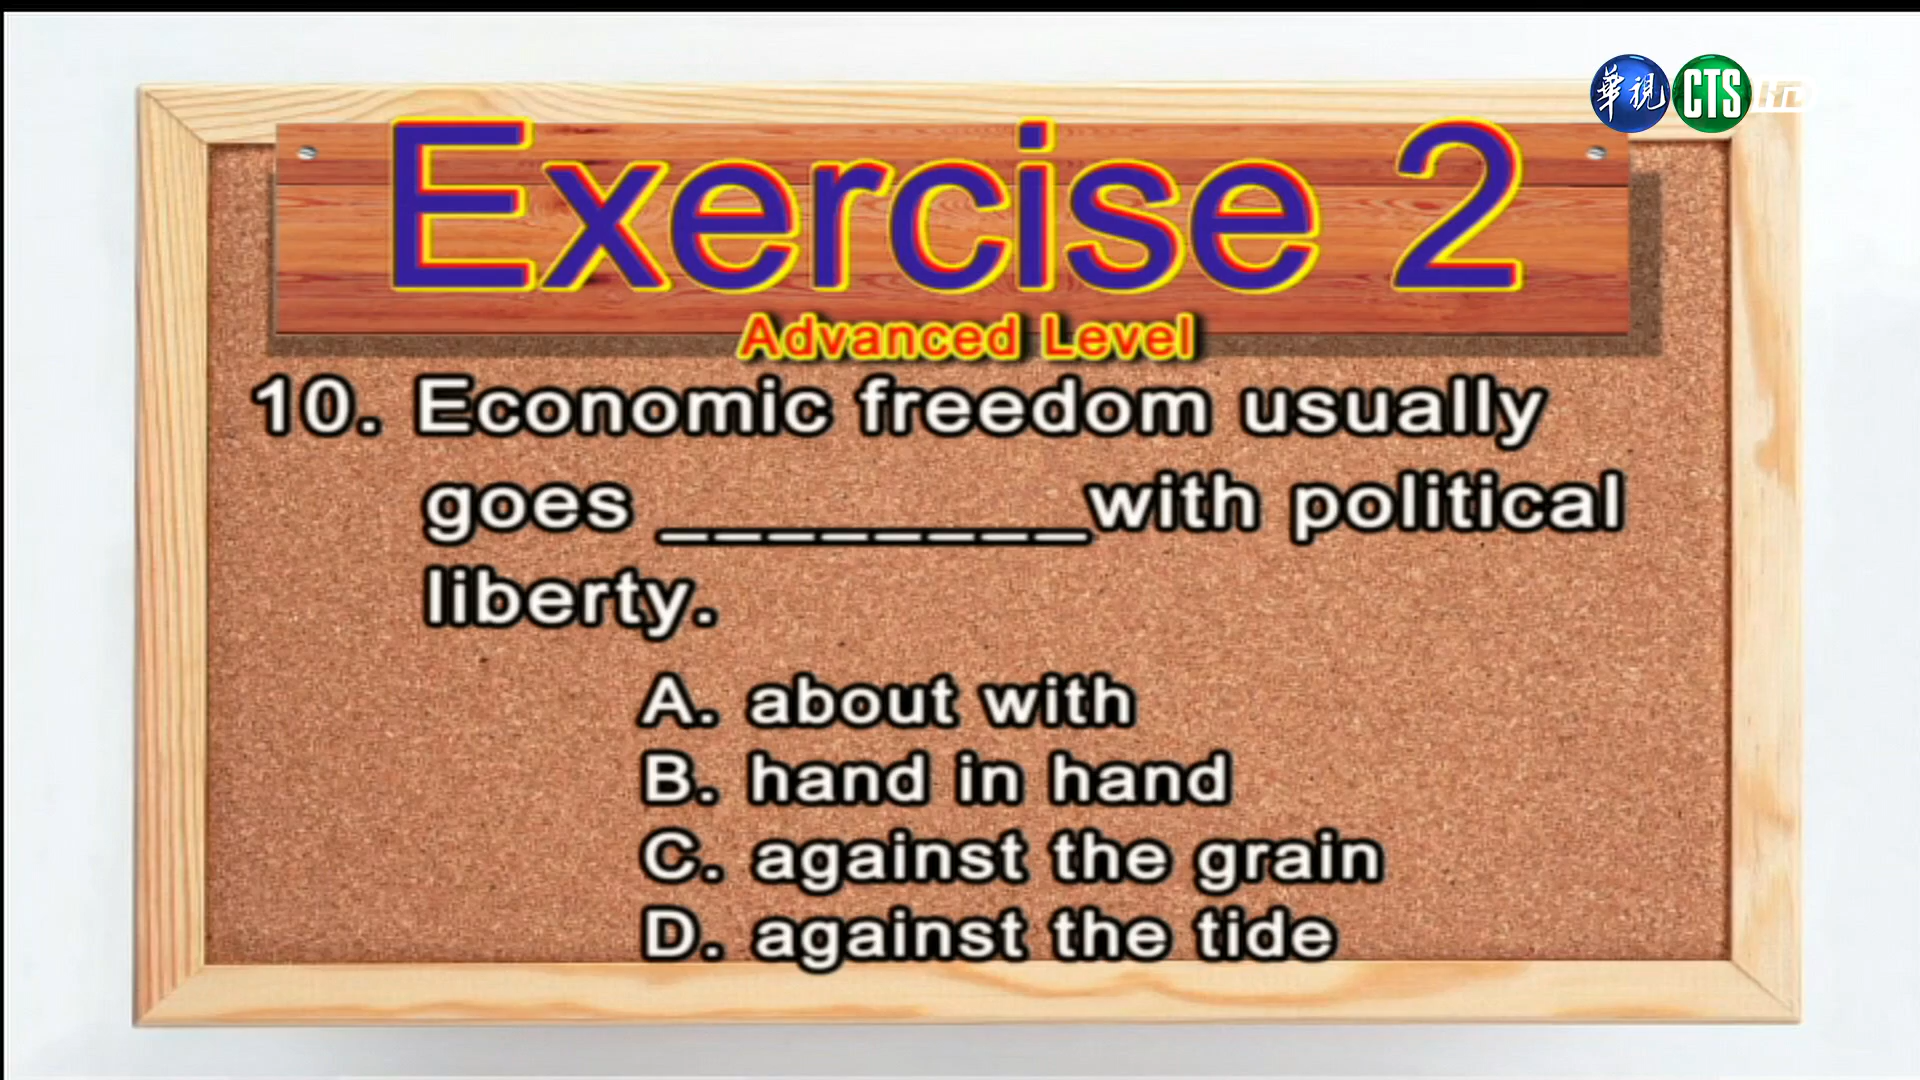 華視 CTS HD
Exercise 2
Advanced Level
10. Economic freedom usually
goes ________with political
liberty.
A. about with
B. hand in hand
C. against the grain
D. against the tide